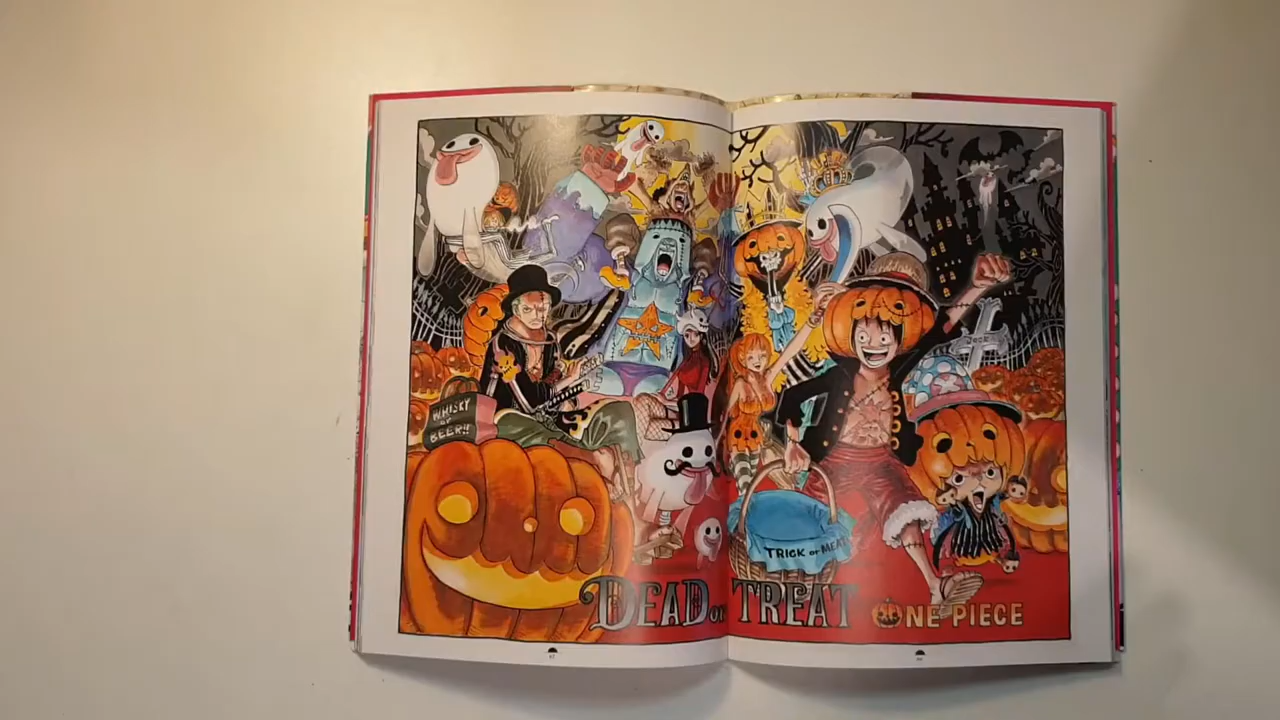 WHISKY
or
BEER!!
TRICK or MEAT
DEAD or TREAT
ONE PIECE